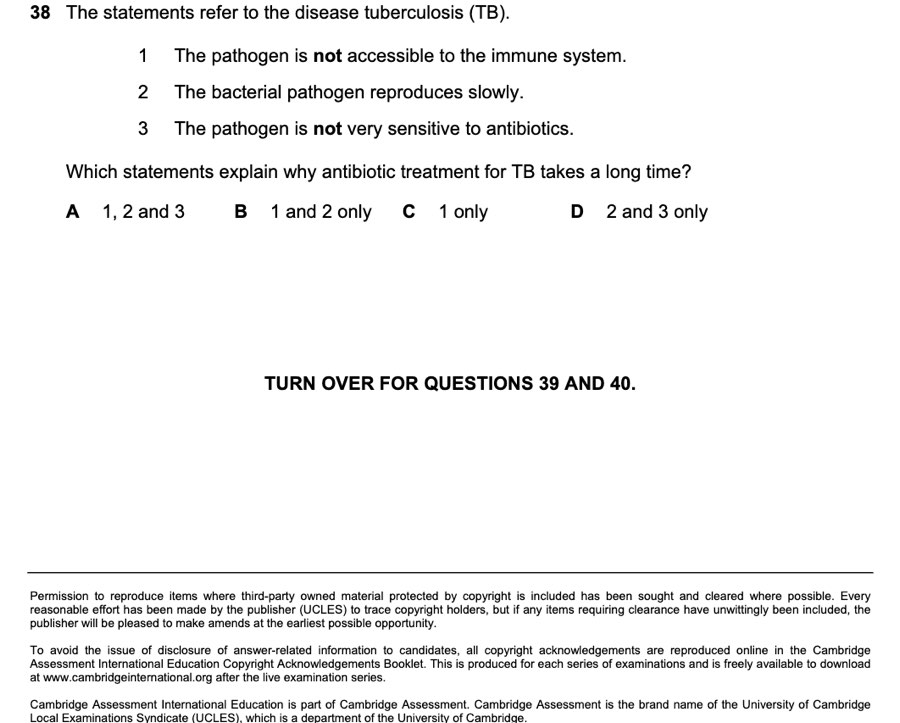 38 The statements refer to the disease tuberculosis (TB).
1 The pathogen is not accessible to the immune system.
2 The bacterial pathogen reproduces slowly.
3 The pathogen is not very sensitive to antibiotics.
Which statements explain why antibiotic treatment for TB takes a long time?
A 1, 2 and 3 B 1 and 2 only C 1 only D 2 and 3 only
TURN OVER FOR QUESTIONS 39 AND 40.
Permission to reproduce items where third-party owned material protected by copyright is included has been sought and cleared where possible. Every
reasonable effort has been made by the publisher (UCLES) to trace copyright holders, but if any items requiring clearance have unwittingly been included, the
publisher will be pleased to make amends at the earliest possible opportunity.
To avoid the issue of disclosure of answer-related information to candidates, all copyright acknowledgements are reproduced online in the Cambridge
Assessment International Education Copyright Acknowledgements Booklet. This is produced for each series of examinations and is freely available to download
at www.cambridgeinternational.org after the live examination series.
Cambridge Assessment International Education is part of Cambridge Assessment. Cambridge Assessment is the brand name of the University of Cambridge
Local Examinations Syndicate (UCLES), which is a department of the University of Cambridge.